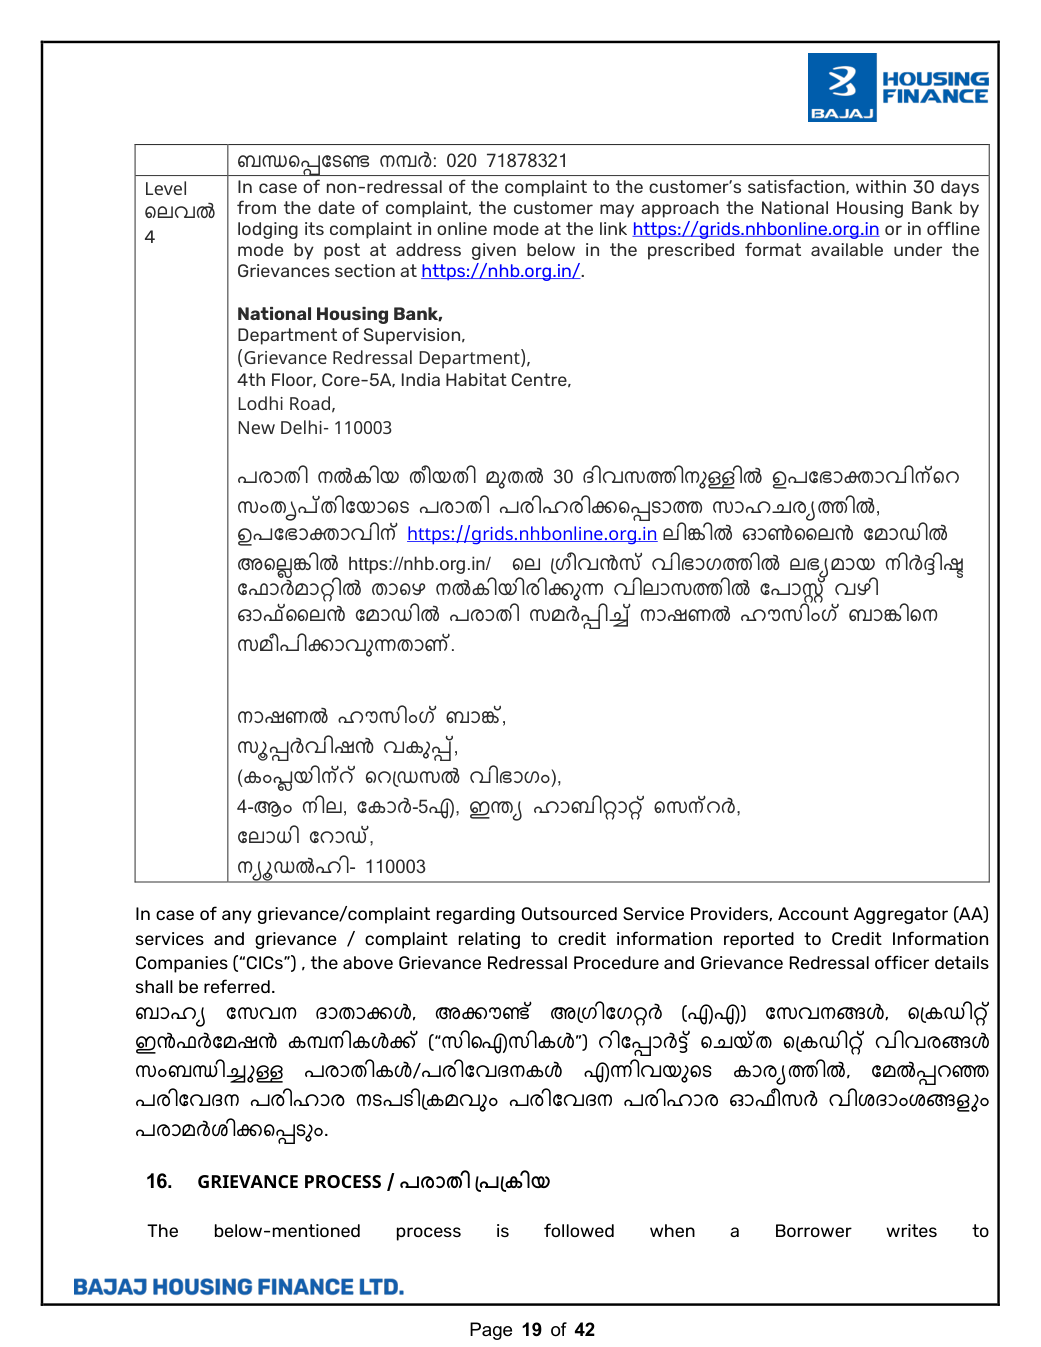 BAJAJ
HOUSING
FINANCE
ബന്ധപ്പെടേണ്ട നമ്പർ: 020 71878321
Level
ലെവൽ
4
In case of non-redressal of the complaint to the customer’s satisfaction, within 30 days
from the date of complaint, the customer may approach the National Housing Bank by
lodging its complaint in online mode at the link https://grids.nhbonline.org.in or in offline
mode by post at address given below in the prescribed format available under the
Grievances section at https://nhb.org.in/.
National Housing Bank,
Department of Supervision,
(Grievance Redressal Department),
4th Floor, Core-5A, India Habitat Centre,
Lodhi Road,
New Delhi- 110003
പരാതി നൽകിയ തീയതി മുതൽ 30 ദിവസത്തിനുള്ളിൽ ഉപഭോക്താവിന്റെ
സംതൃപ്തിയോടെ പരാതി പരിഹരിക്കപ്പെടാത്ത സാഹചര്യത്തിൽ,
ഉപഭോക്താവിന് https://grids.nhbonline.org.in ലിങ്കിൽ ഓൺലൈൻ മോഡിൽ
അല്ലെങ്കിൽ https://nhb.org.in/ ലെ ഗ്രീവൻസ് വിഭാഗത്തിൽ ലഭ്യമായ നിർദ്ദിഷ്ട
ഫോർമാറ്റിൽ താഴെ നൽകിയിരിക്കുന്ന വിലാസത്തിൽ പോസ്റ്റ് വഴി
ഓഫ്‌ലൈൻ മോഡിൽ പരാതി സമർപ്പിച്ച് നാഷണൽ ഹൗസിംഗ് ബാങ്കിനെ
സമീപിക്കാവുന്നതാണ്.
നാഷണൽ ഹൗസിംഗ് ബാങ്ക്,
സൂപ്പർവിഷൻ വകുപ്പ്,
(കംപ്ലയിന്റ് റെഡ്രസൽ വിഭാഗം),
4-ആം നില, കോർ-5എ, ഇന്ത്യ ഹാബിറ്റാറ്റ് സെന്റർ,
ലോധി റോഡ്,
ന്യൂഡൽഹി- 110003
In case of any grievance/complaint regarding Outsourced Service Providers, Account Aggregator (AA)
services and grievance / complaint relating to credit information reported to Credit Information
Companies (“CICs”) , the above Grievance Redressal Procedure and Grievance Redressal officer details
shall be referred.
ബാഹ്യ സേവന ദാതാക്കൾ, അക്കൗണ്ട് അഗ്രിഗേറ്റർ (എഎ) സേവനങ്ങൾ, ക്രെഡിറ്റ്
ഇൻഫർമേഷൻ കമ്പനികൾക്ക് (“സിഐസികൾ”) റിപ്പോർട്ട് ചെയ്ത ക്രെഡിറ്റ് വിവരങ്ങൾ
സംബന്ധിച്ചുള്ള പരാതികൾ/പരിവേദനകൾ എന്നിവയുടെ കാര്യത്തിൽ, മേൽപ്പറഞ്ഞ
പരിവേദന പരിഹാര നടപടിക്രമവും പരിവേദന പരിഹാര ഓഫീസർ വിശദാംശങ്ങളും
പരാമർശിക്കപ്പെടും.
16. GRIEVANCE PROCESS / പരാതി പ്രക്രിയ
The below-mentioned process is followed when a Borrower writes to
BAJAJ HOUSING FINANCE LTD.
Page 19 of 42